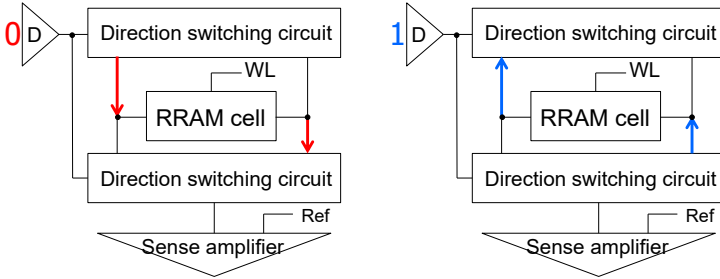 0 D Direction switching circuit
WL
RRAM cell
Direction switching circuit
Ref
Sense amplifier
1 D Direction switching circuit
WL
RRAM cell
Direction switching circuit
Ref
Sense amplifier